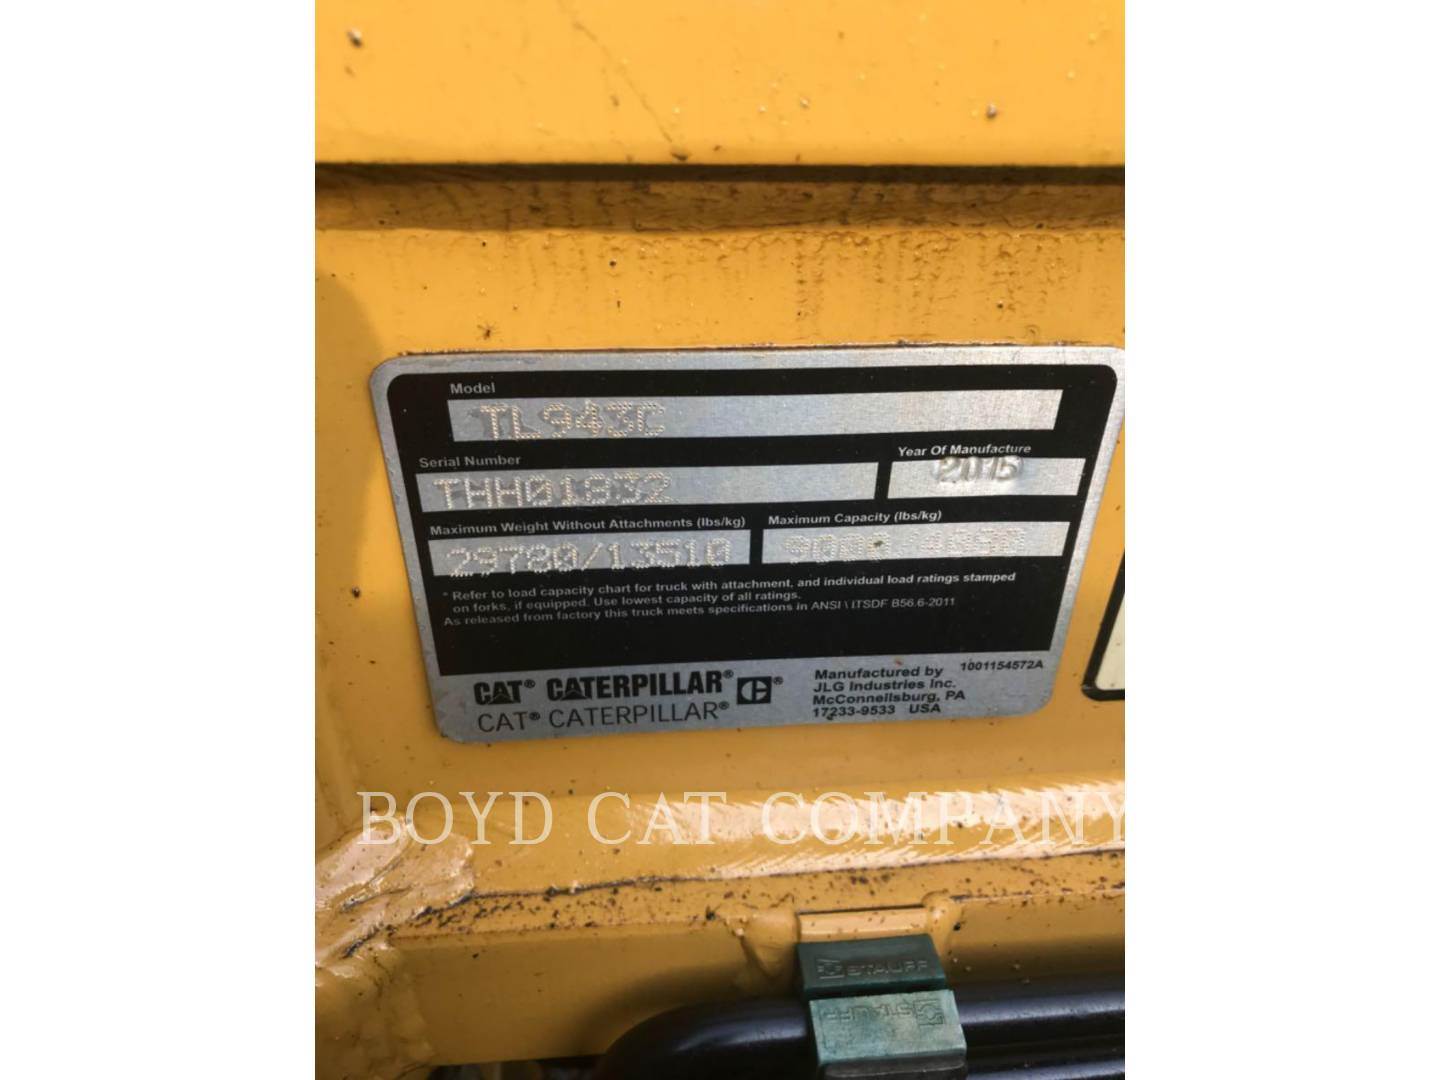 Model
TL943C
Serial Number
THH01832
Year Of Manufacture
2015
Maximum Weight Without Attachments (lbs/kg)
29780/13510
Maximum Capacity (lbs/kg)
9000/4090
* Refer to load capacity chart for truck with attachment, and individual load ratings stamped
on forks, if equipped. Use lowest capacity of all ratings.
As released from factory this truck meets specifications in ANSI \ ITSDF B56.6-2011
CAT® CATERPILLAR® ®
CAT® CATERPILLAR®
Manufactured by
JLG Industries Inc.
McConnellsburg, PA
17233-9533 USA
1001154572A
BOYD CAT COMPANY
STAUFF
STAUFF